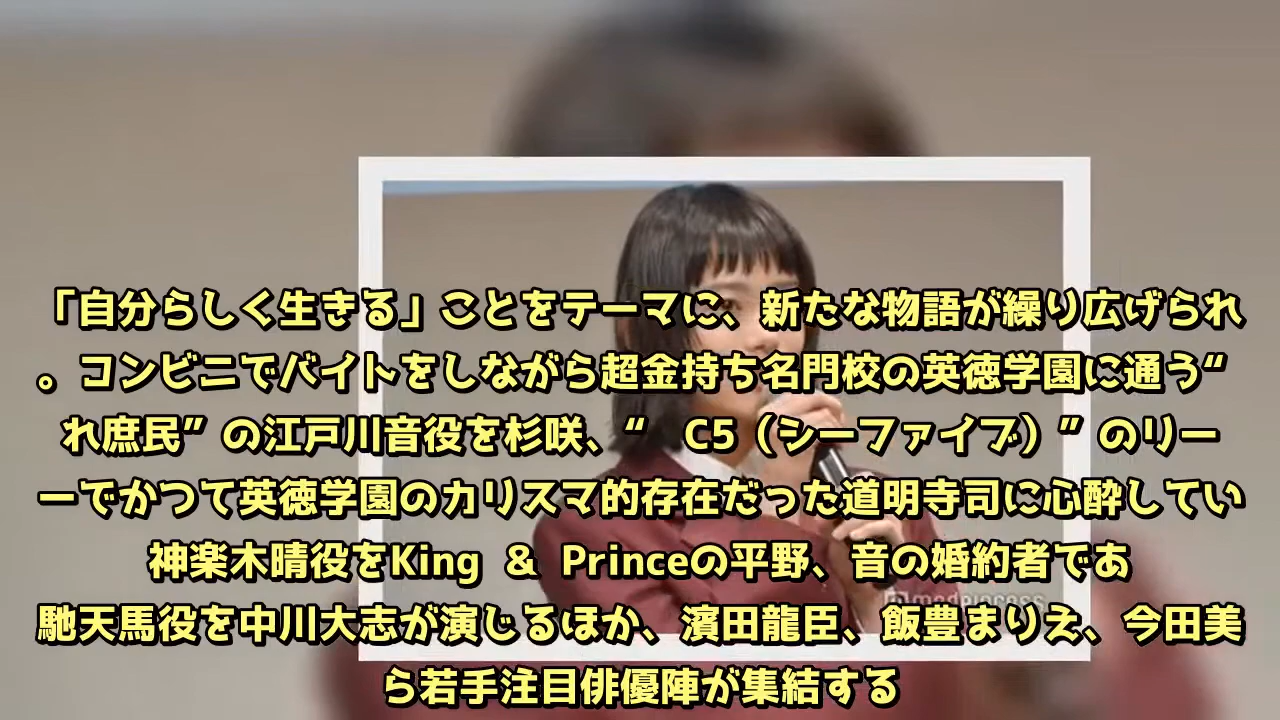 「自分らしく生きる」ことをテーマに、新たな物語が繰り広げられ
。コンビニでバイトをしながら超金持ち名門校の英徳学園に通う“
れ庶民”の江戸川音役を杉咲、“ C5（シーファイブ）”のリー
ーでかつて英徳学園のカリスマ的存在だった道明寺司に心酔してい
神楽木晴役をKing & Princeの平野、音の婚約者であ
馳天馬役を中川大志が演じるほか、濱田龍臣、飯豊まりえ、今田美
ら若手注目俳優陣が集結する
modelpress